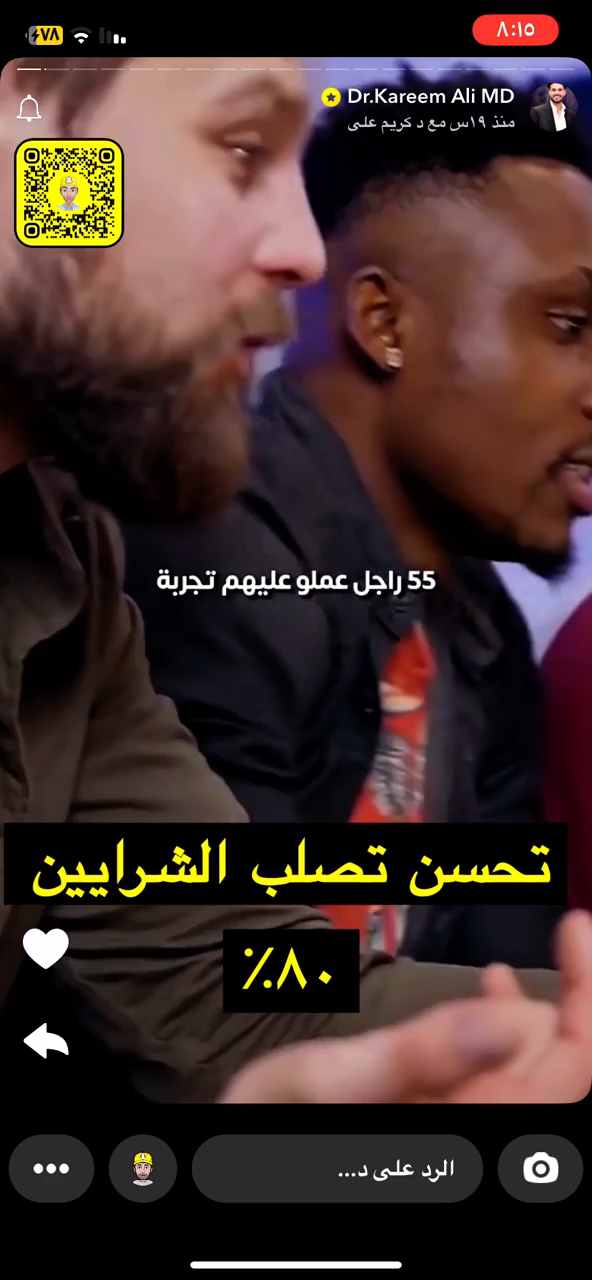 ٨:١٥
٧٨
Dr.Kareem Ali MD
منذ ١٩س مع د كريم على
55 راجل عملو عليهم تجربة
تحسن تصلب الشرايين
٨٠٪
الرد على د...